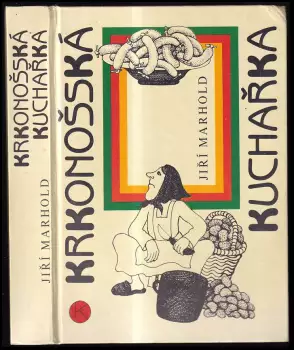 KRKONOŠSKÁ
KUCHAŘKA
JIŘÍ MARHOLD
K
KRKONOŠSKÁ
JIŘÍ MARHOLD
KUCHAŘKA